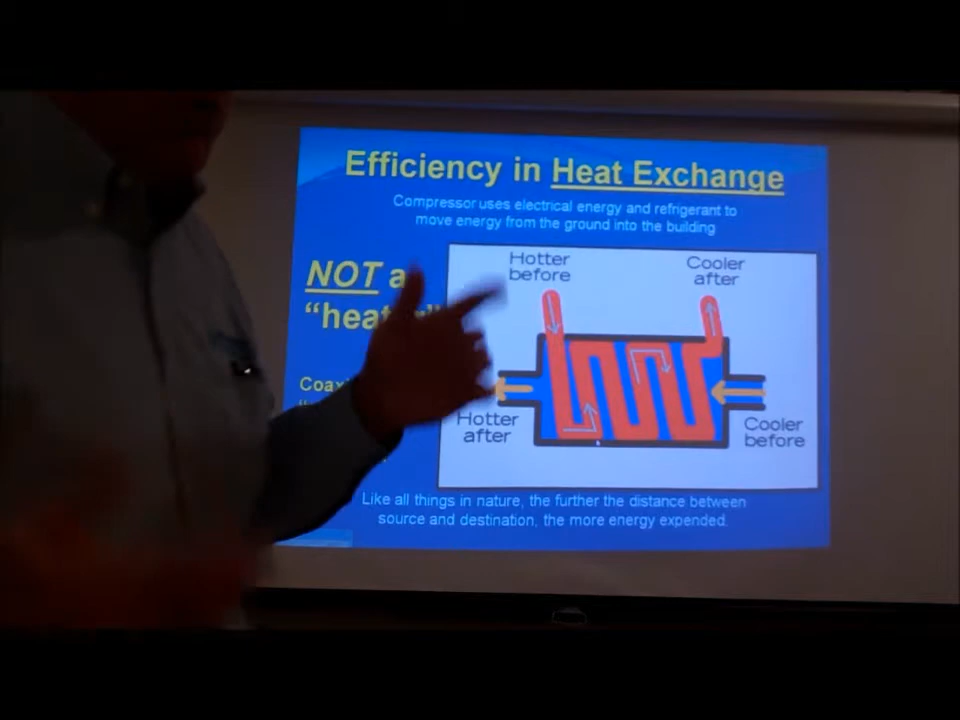 Efficiency in Heat Exchange
Compressor uses electrical energy and refrigerant to
move energy from the ground into the building
NOT a
Hotter
before
Cooler
after
Hotter
after
Cooler
before
Like all things in nature, the further the distance between
source and destination, the more energy expended.